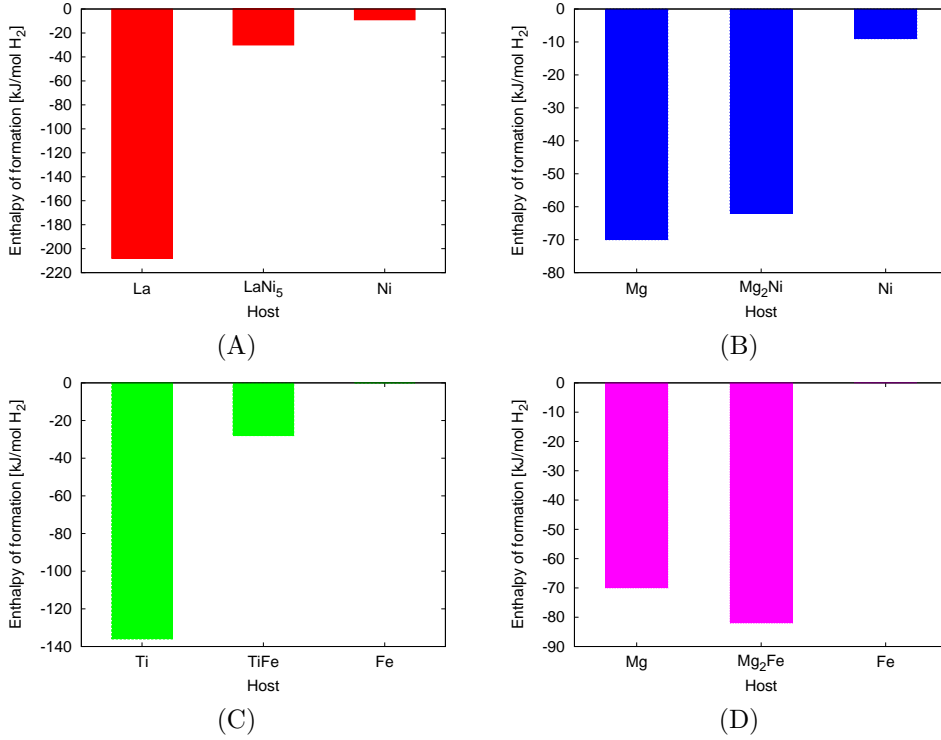 Enthalpy of formation [kJ/mol H₂]
0
-20
-40
-60
-80
-100
-120
-140
-160
-180
-200
-220
La LaNi₅ Ni
Host
(A)
Enthalpy of formation [kJ/mol H₂]
0
-10
-20
-30
-40
-50
-60
-70
-80
Mg Mg₂Ni Ni
Host
(B)
Enthalpy of formation [kJ/mol H₂]
0
-20
-40
-60
-80
-100
-120
-140
Ti TiFe Fe
Host
(C)
Enthalpy of formation [kJ/mol H₂]
0
-10
-20
-30
-40
-50
-60
-70
-80
-90
Mg Mg₂Fe Fe
Host
(D)